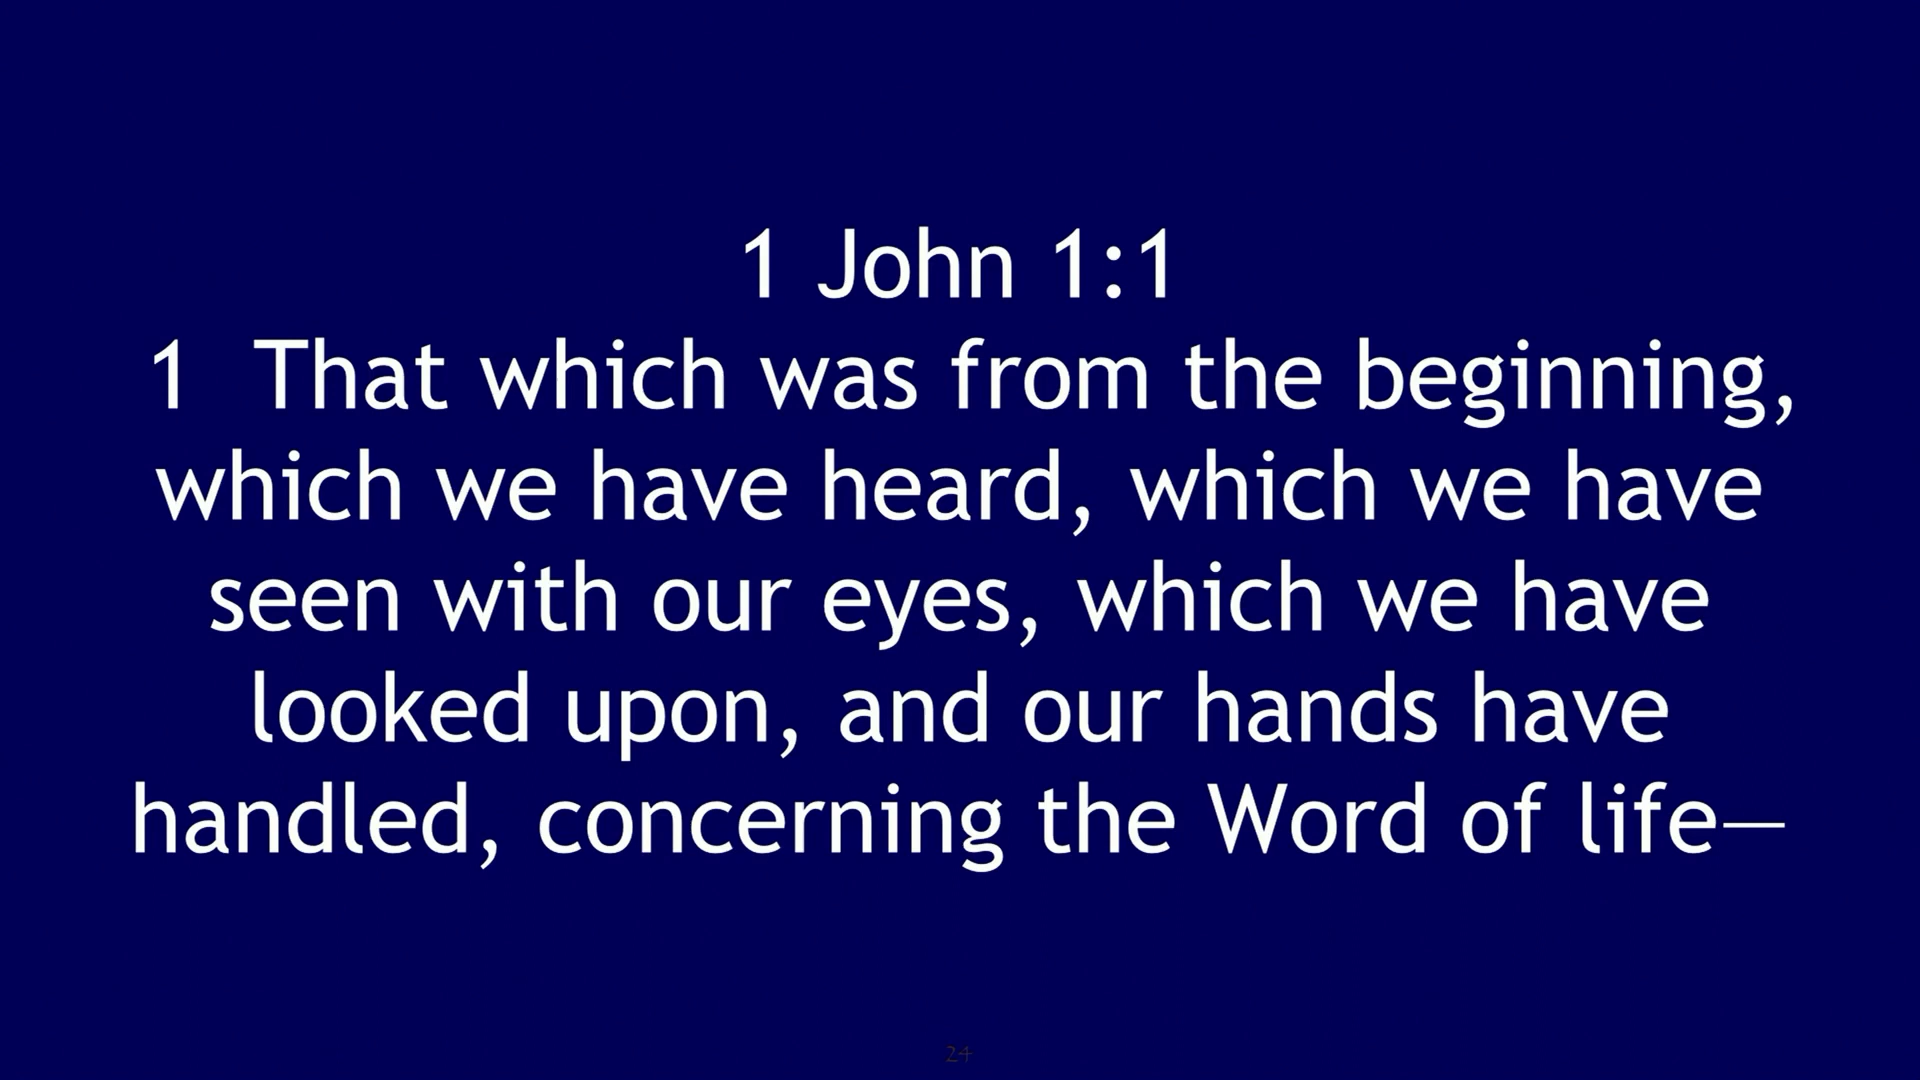 1 John 1:1
1 That which was from the beginning,
which we have heard, which we have
seen with our eyes, which we have
looked upon, and our hands have
handled, concerning the Word of life—
24